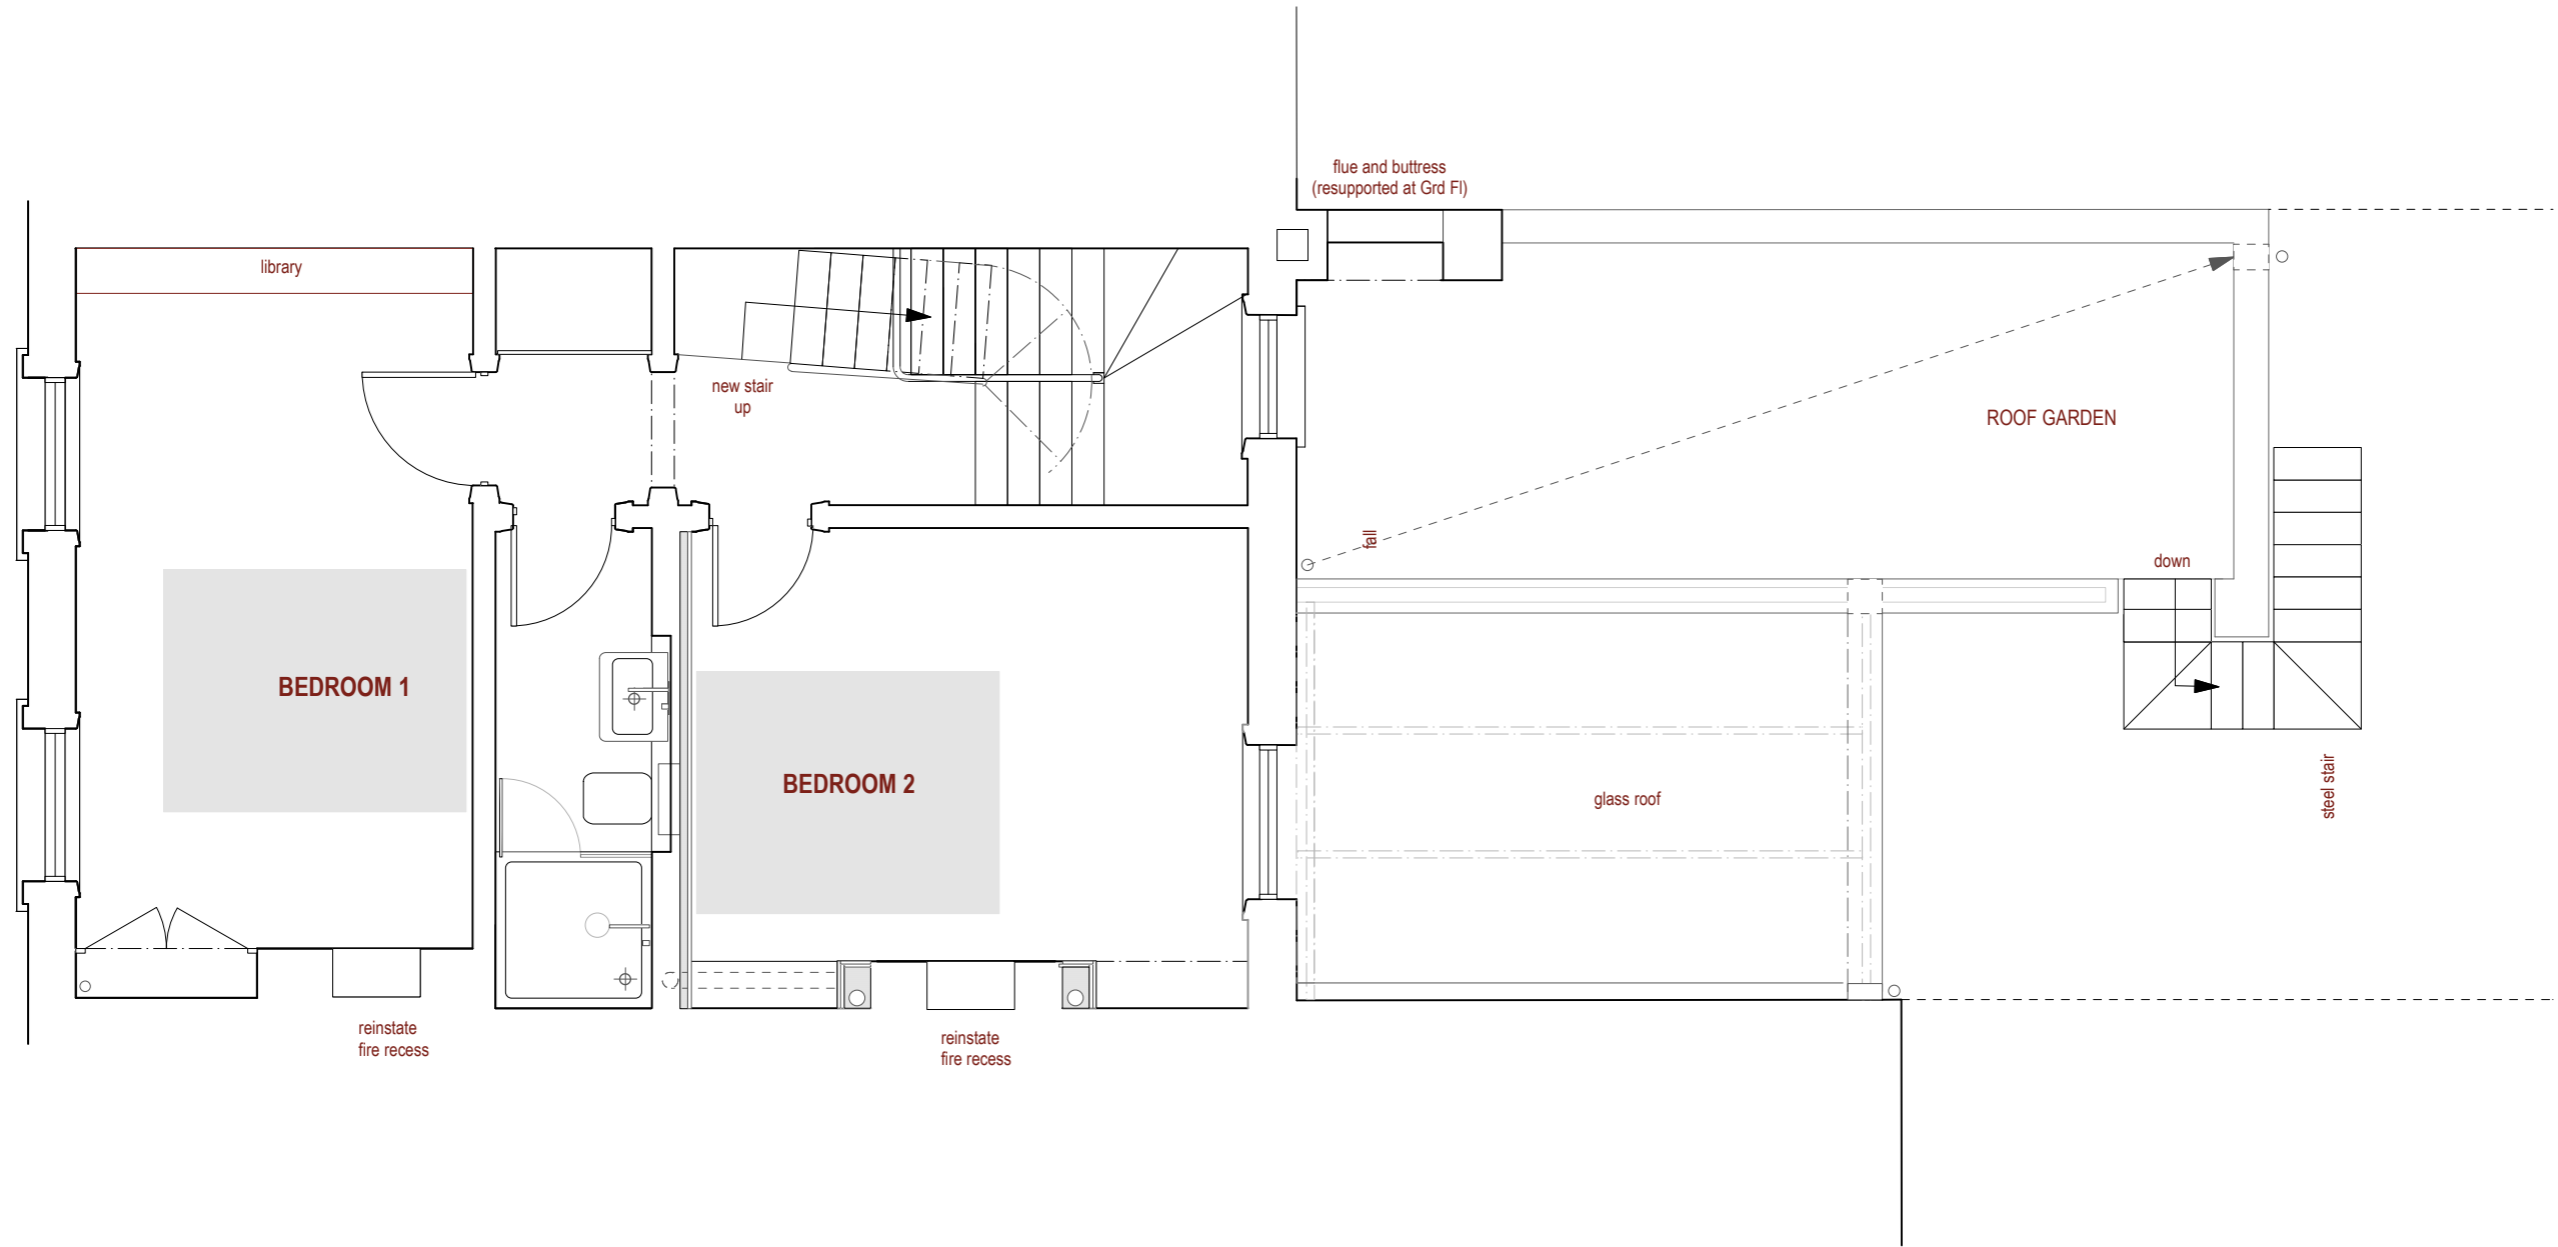 flue and buttress
(resupported at Grd Fl)
library
new stair
up
ROOF GARDEN
fall
down
BEDROOM 1
BEDROOM 2
glass roof
steel stair
reinstate
fire recess
reinstate
fire recess